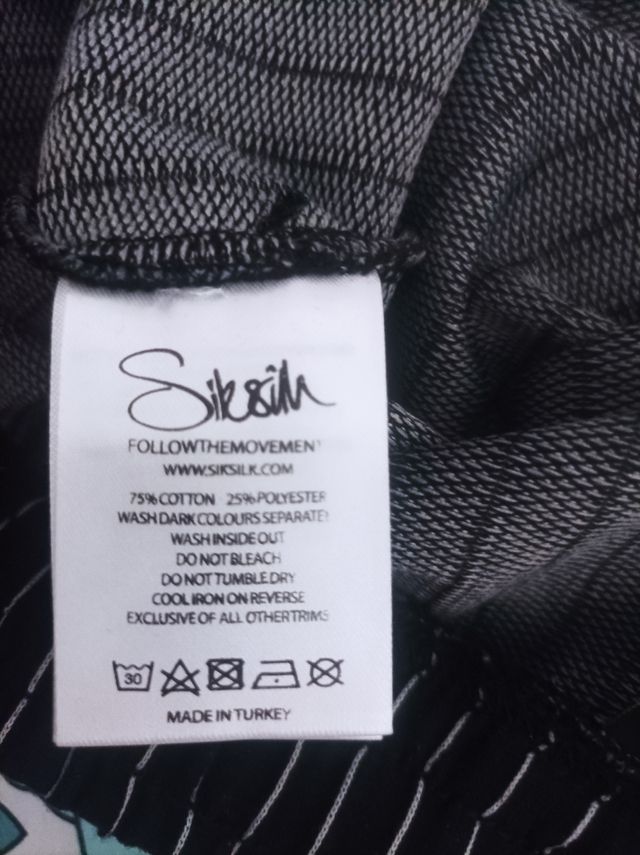 SikSilk
FOLLOWTHEMOVEMENT
WWW.SIKSILK.COM
75% COTTON 25% POLYESTER
WASH DARK COLOURS SEPARATE
WASH INSIDE OUT
DO NOT BLEACH
DO NOT TUMBLE DRY
COOL IRON ON REVERSE
EXCLUSIVE OF ALL OTHER TRIMS
30
MADE IN TURKEY